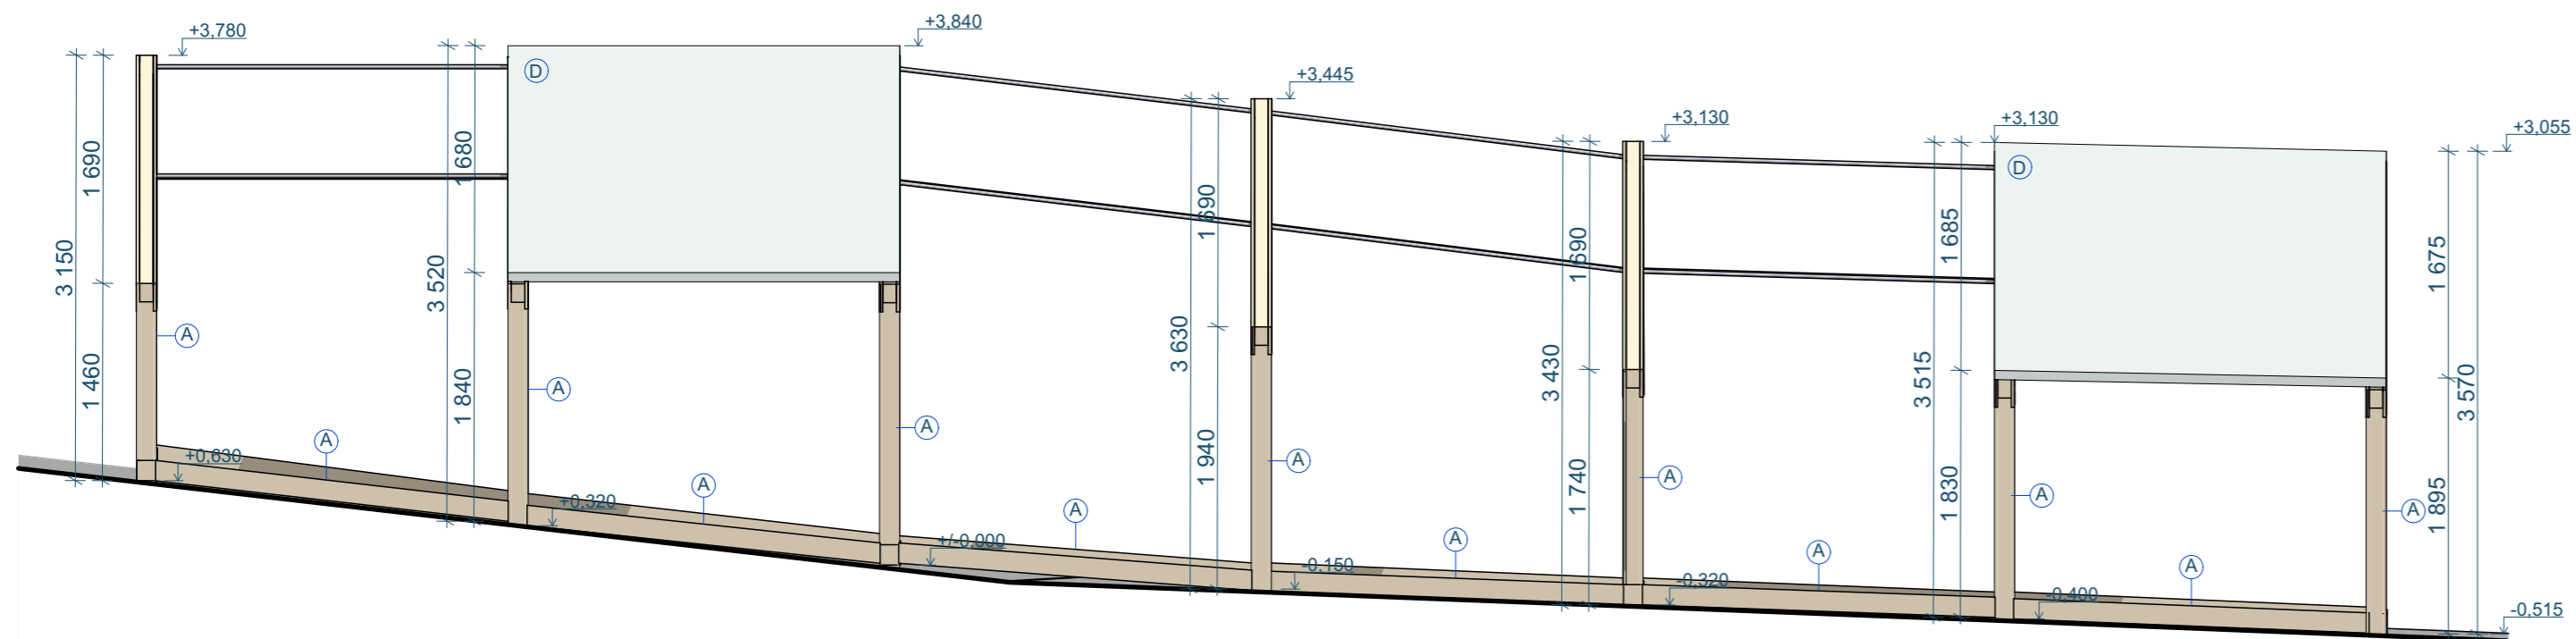 +3,780
+3,840
+3,445
+3,130
+3,130
+3,055
D
D
3 150
1 690
1 460
3 520
1 680
1 840
3 630
1 690
1 940
3 430
1 690
1 740
3 515
1 685
1 830
1 675
1 895
3 570
A
A
A
A
A
A
A
A
A
A
A
A
A
+0,630
+0,320
+/-0,000
-0,150
-0,320
-0,400
-0,515